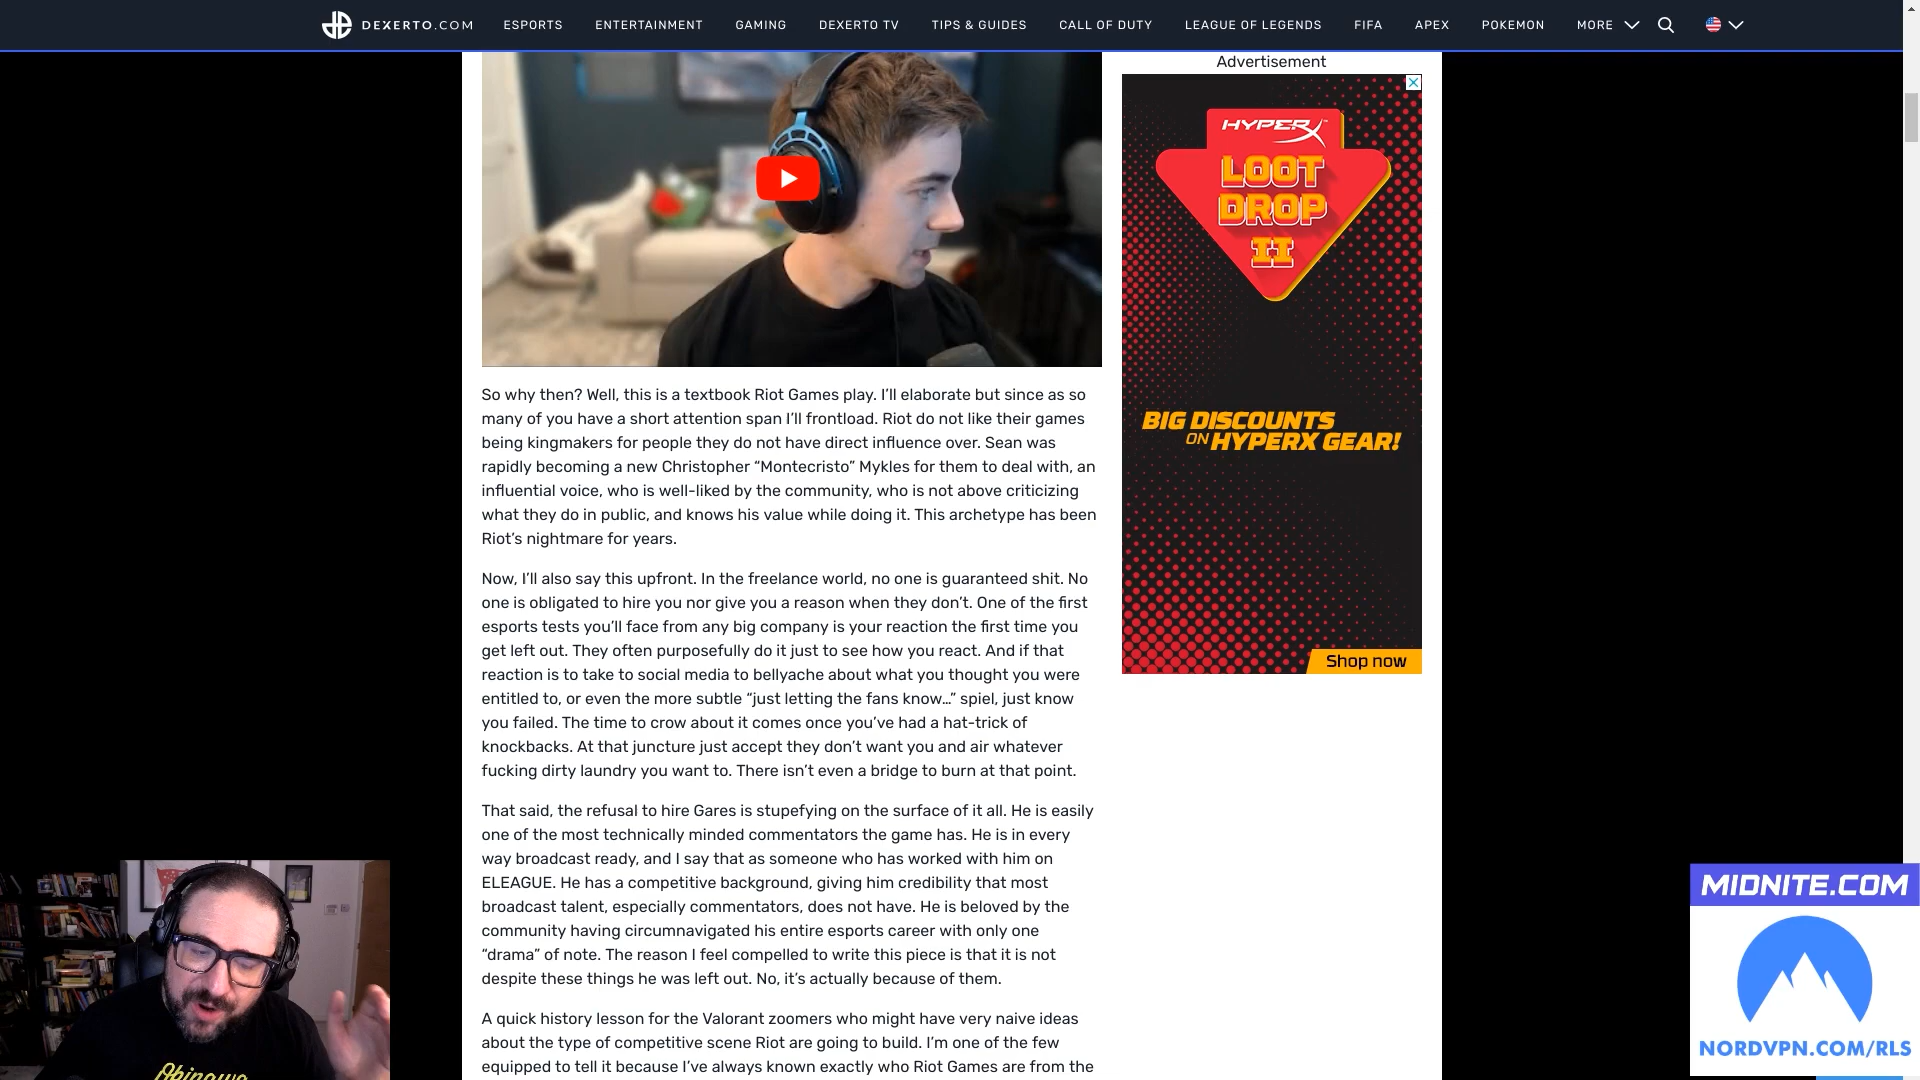 DEXERTO.COM
ESPORTS
ENTERTAINMENT
GAMING
DEXERTO TV
TIPS & GUIDES
CALL OF DUTY
LEAGUE OF LEGENDS
FIFA
APEX
POKEMON
MORE
Advertisement
HYPERX
LOOT
DROP
II
BIG DISCOUNTS
ON HYPERX GEAR!
Shop now
So why then? Well, this is a textbook Riot Games play. I’ll elaborate but since as so
many of you have a short attention span I’ll frontload. Riot do not like their games
being kingmakers for people they do not have direct influence over. Sean was
rapidly becoming a new Christopher “Montecristo” Mykles for them to deal with, an
influential voice, who is well-liked by the community, who is not above criticizing
what they do in public, and knows his value while doing it. This archetype has been
Riot’s nightmare for years.
Now, I’ll also say this upfront. In the freelance world, no one is guaranteed shit. No
one is obligated to hire you nor give you a reason when they don’t. One of the first
esports tests you’ll face from any big company is your reaction the first time you
get left out. They often purposefully do it just to see how you react. And if that
reaction is to take to social media to bellyache about what you thought you were
entitled to, or even the more subtle “just letting the fans know…” spiel, just know
you failed. The time to crow about it comes once you’ve had a hat-trick of
knockbacks. At that juncture just accept they don’t want you and air whatever
fucking dirty laundry you want to. There isn’t even a bridge to burn at that point.
That said, the refusal to hire Gares is stupefying on the surface of it all. He is easily
one of the most technically minded commentators the game has. He is in every
way broadcast ready, and I say that as someone who has worked with him on
ELEAGUE. He has a competitive background, giving him credibility that most
broadcast talent, especially commentators, does not have. He is beloved by the
community having circumnavigated his entire esports career with only one
“drama” of note. The reason I feel compelled to write this piece is that it is not
despite these things he was left out. No, it’s actually because of them.
A quick history lesson for the Valorant zoomers who might have very naive ideas
about the type of competitive scene Riot are going to build. I’m one of the few
equipped to tell it because I’ve always known exactly who Riot Games are from the
MIDNITE.COM
NORDVPN.COM/RLS